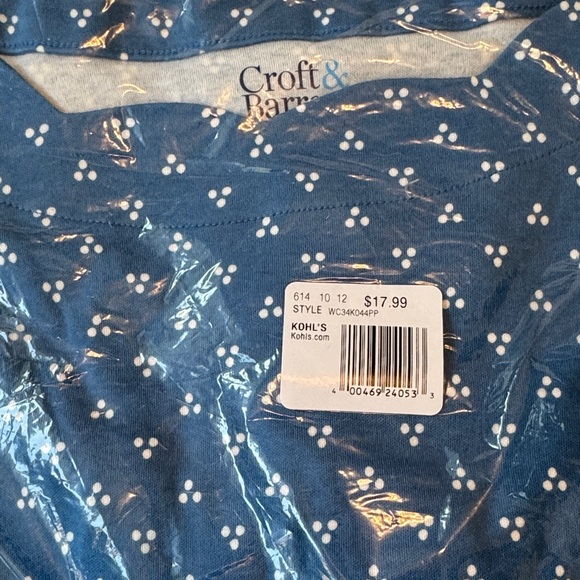 Croft&
614 10 12 $17.99
STYLE WC34K044PP
KOHL'S
Kohls.com
4 00469 24053 3